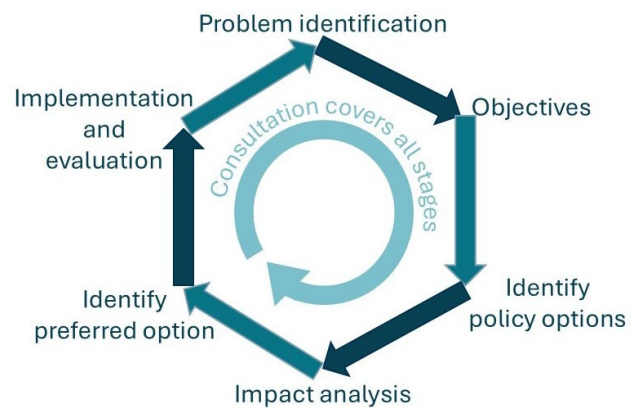 Problem identification
Objectives
Identify
policy options
Impact analysis
Identify
preferred option
Implementation
and
evaluation
Consultation covers all stages